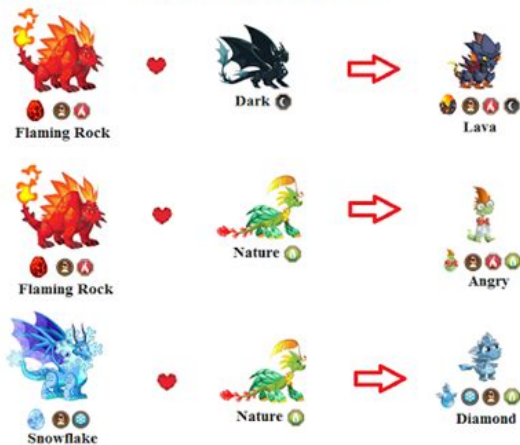 Dark
Flaming Rock
Lava
Nature
Flaming Rock
Angry
Nature
Snowflake
Diamond